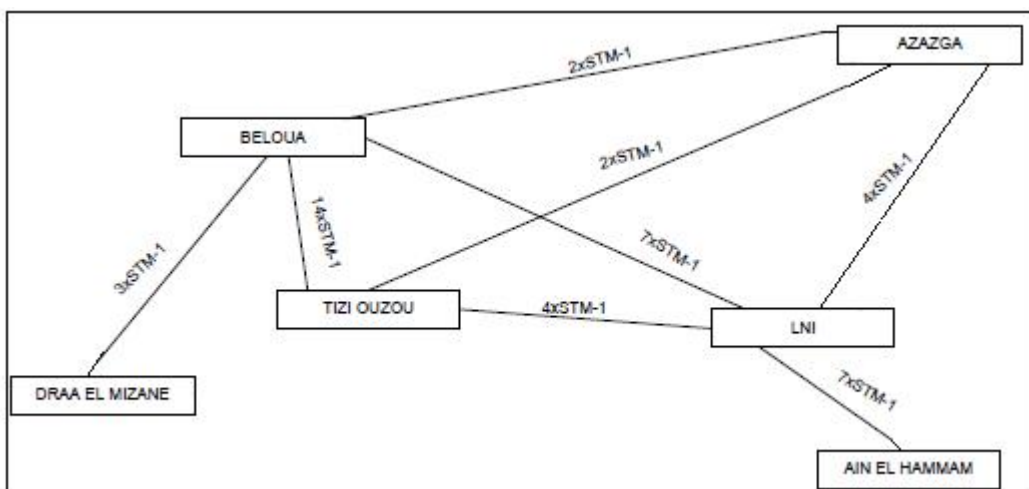 AZAZGA
2xSTM-1
BELOUA
2xSTM-1
4xSTM-1
14xSTM-1
7xSTM-1
3xSTM-1
TIZI OUZOU
4xSTM-1
LNI
DRAA EL MIZANE
7xSTM-1
AIN EL HAMMAM